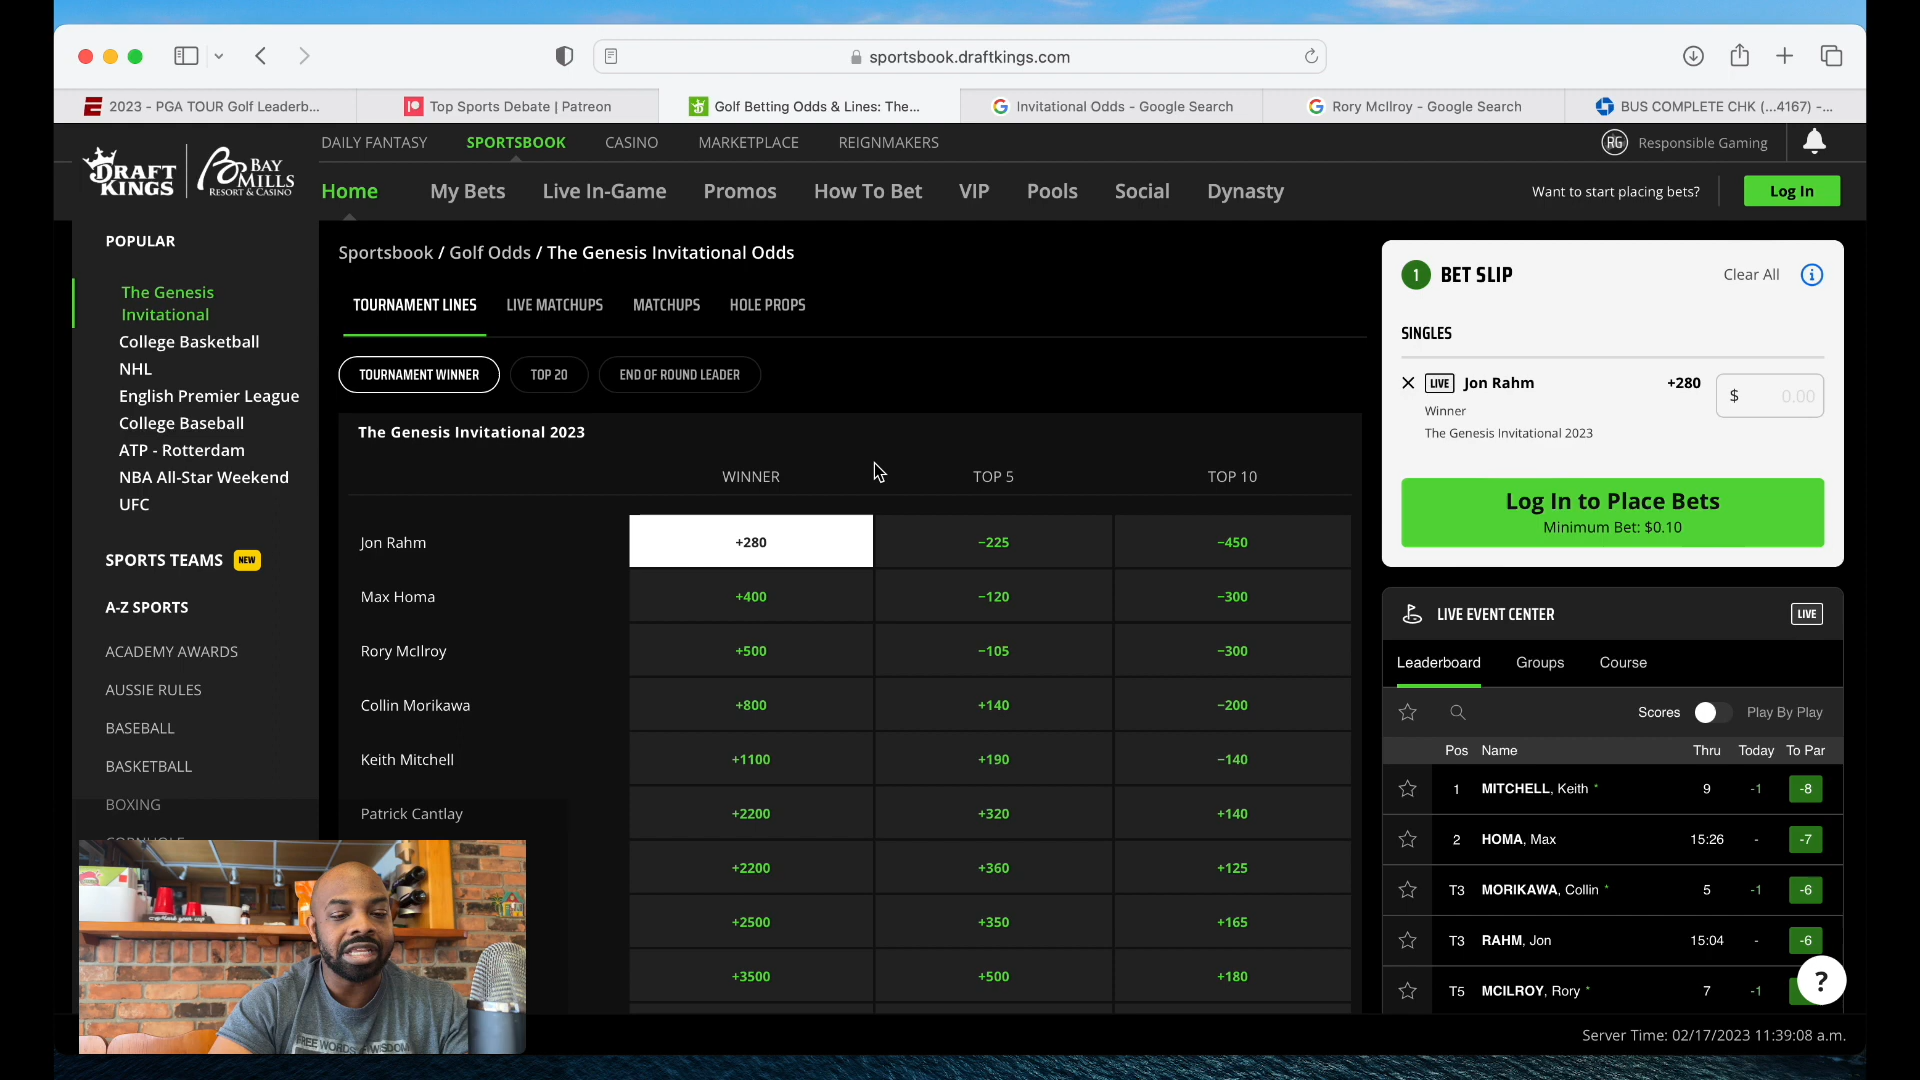 sportsbook.draftkings.com
2023 - PGA TOUR Golf Leaderb...
Top Sports Debate | Patreon
Golf Betting Odds & Lines: The...
Invitational Odds - Google Search
Rory McIlroy - Google Search
BUS COMPLETE CHK (...4167) -...
DAILY FANTASY
SPORTSBOOK
CASINO
MARKETPLACE
REIGNMAKERS
RG
Responsible Gaming
DRAFT KINGS
BAY MILLS
RESORT & CASINO
Home
My Bets
Live In-Game
Promos
How To Bet
VIP
Pools
Social
Dynasty
Want to start placing bets?
Log In
POPULAR
The Genesis
Invitational
College Basketball
NHL
English Premier League
College Baseball
ATP - Rotterdam
NBA All-Star Weekend
UFC
SPORTS TEAMS NEW
A-Z SPORTS
ACADEMY AWARDS
AUSSIE RULES
BASEBALL
BASKETBALL
BOXING
Sportsbook / Golf Odds / The Genesis Invitational Odds
TOURNAMENT LINES
LIVE MATCHUPS
MATCHUPS
HOLE PROPS
TOURNAMENT WINNER
TOP 20
END OF ROUND LEADER
The Genesis Invitational 2023
WINNER TOP 5 TOP 10
Jon Rahm +280 −225 −450
Max Homa +400 −120 −300
Rory McIlroy +500 −105 −300
Collin Morikawa +800 +140 −200
Keith Mitchell +1100 +190 −140
Patrick Cantlay +2200 +320 +140
+2200 +360 +125
+2500 +350 +165
+3500 +500 +180
1 BET SLIP
Clear All
SINGLES
LIVE Jon Rahm +280 $ 0.00
Winner
The Genesis Invitational 2023
Log In to Place Bets
Minimum Bet: $0.10
LIVE EVENT CENTER LIVE
Leaderboard Groups Course
Scores Play By Play
Pos Name Thru Today To Par
1 MITCHELL, Keith * 9 -1 -8
2 HOMA, Max 15:26 - -7
T3 MORIKAWA, Collin * 5 -1 -6
T3 RAHM, Jon 15:04 - -6
T5 MCILROY, Rory * 7 -1
?
Server Time: 02/17/2023 11:39:08 a.m.